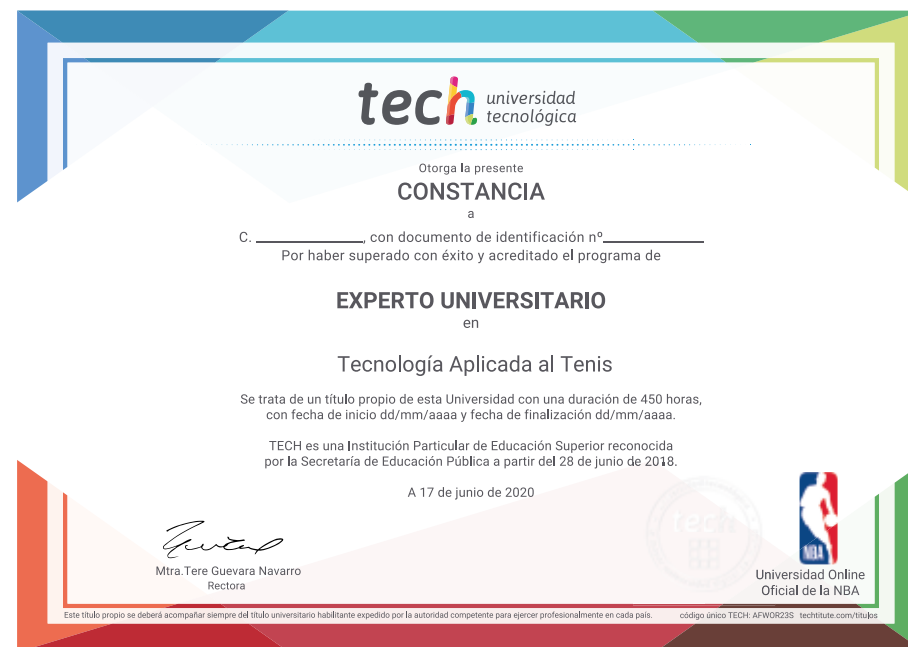 tech universidad
tecnológica
Otorga la presente
CONSTANCIA
a
C. ____________, con documento de identificación nº____________
Por haber superado con éxito y acreditado el programa de
EXPERTO UNIVERSITARIO
en
Tecnología Aplicada al Tenis
Se trata de un título propio de esta Universidad con una duración de 450 horas,
con fecha de inicio dd/mm/aaaa y fecha de finalización dd/mm/aaaa.
TECH es una Institución Particular de Educación Superior reconocida
por la Secretaría de Educación Pública a partir del 28 de junio de 2018.
A 17 de junio de 2020
tech
NBA
Mtra.Tere Guevara Navarro
Rectora
Universidad Online
Oficial de la NBA
Este título propio se deberá acompañar siempre del título universitario habilitante expedido por la autoridad competente para ejercer profesionalmente en cada país. código único TECH: AFWOR23S techtitute.com/titulos